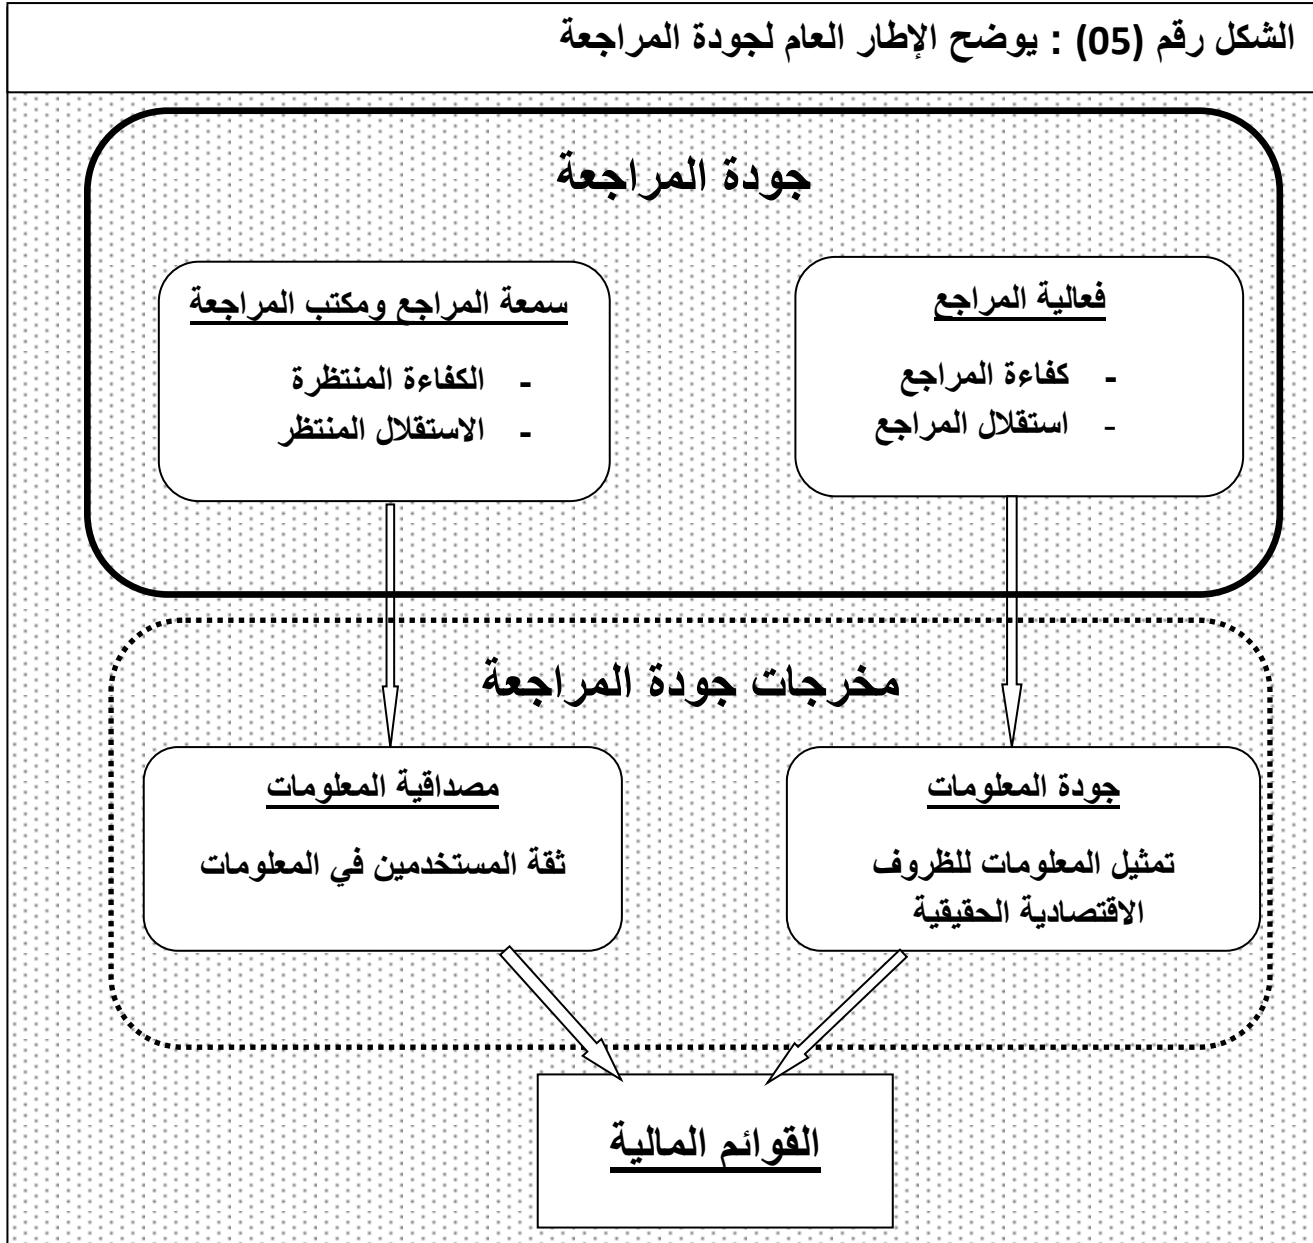 الشكل رقم (05) : يوضح الإطار العام لجودة المراجعة
جودة المراجعة
فعالية المراجع
- كفاءة المراجع
- استقلال المراجع
سمعة المراجع ومكتب المراجعة
- الكفاءة المنتظرة
- الاستقلال المنتظر
مخرجات جودة المراجعة
جودة المعلومات
تمثيل المعلومات للظروف
الاقتصادية الحقيقية
مصداقية المعلومات
ثقة المستخدمين في المعلومات
القوائم المالية